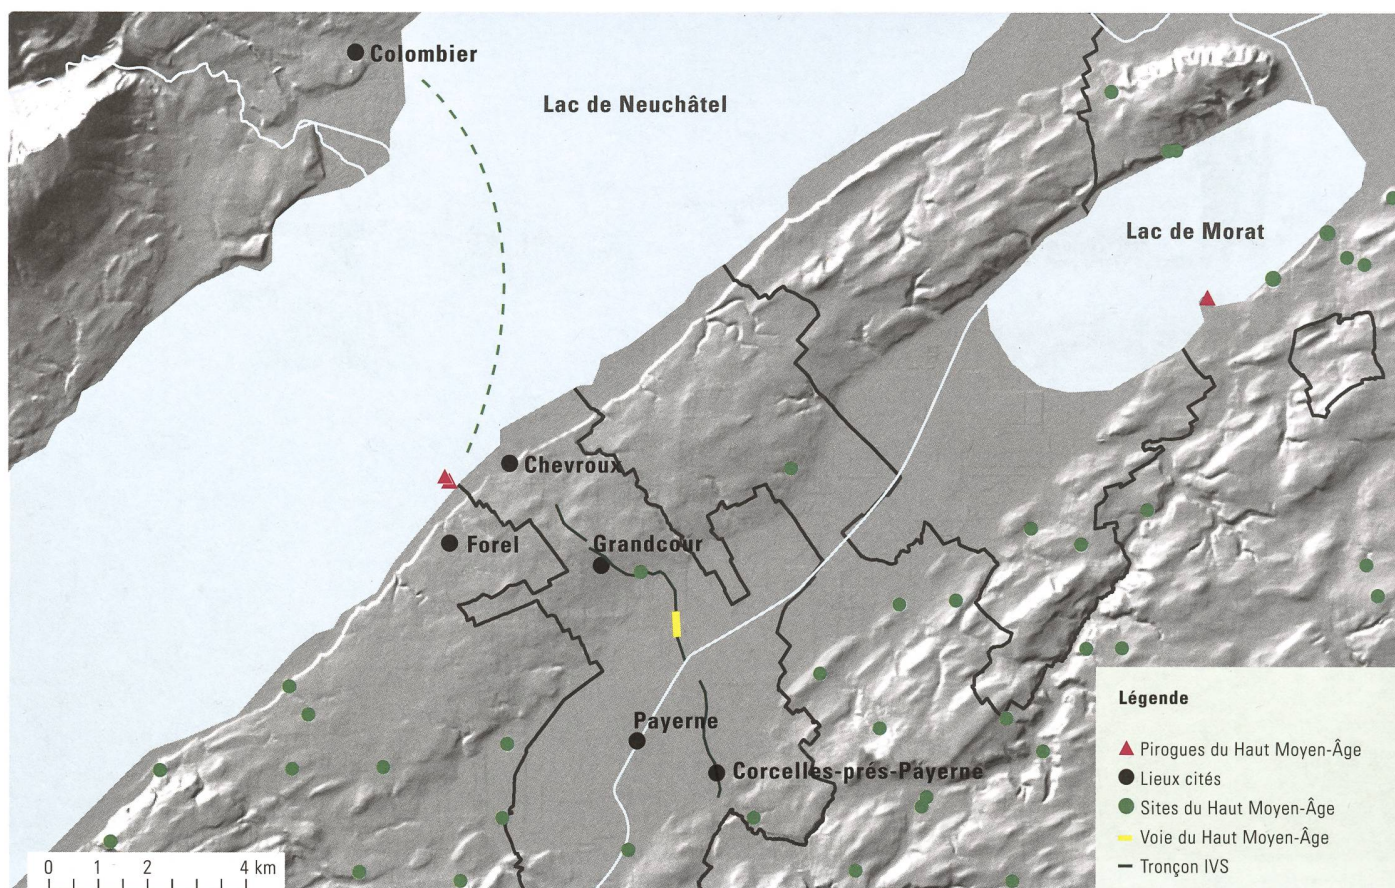 Colombier
Lac de Neuchâtel
Lac de Morat
Chevroux
Forel
Grandcour
Payerne
Corcelles-prés-Payerne
Légende
Pirogues du Haut Moyen-Âge
Lieux cités
Sites du Haut Moyen-Âge
Voie du Haut Moyen-Âge
Tronçon IVS
0 1 2 4 km